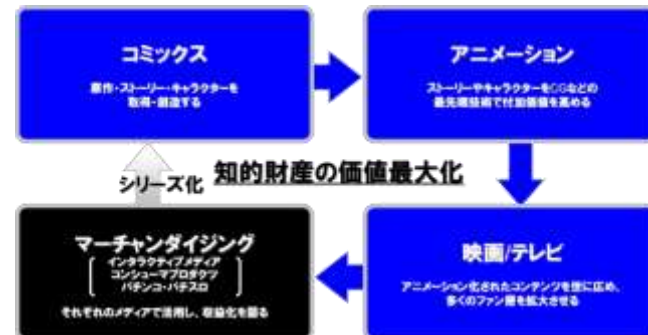 コミックス
原作・ストーリー・キャラクターを
取得・創造する
アニメーション
ストーリーやキャラクターをCGなどの
最先端技術で付加価値を高める
知的財産の価値最大化
シリーズ化
マーチャンダイジング
インタラクティブメディア
コンシューマプロダクツ
パチンコ・パチスロ
それぞれのメディアで活用し、収益化を図る
映画/テレビ
アニメーション化されたコンテンツを世に広め、
多くのファン層を拡大させる